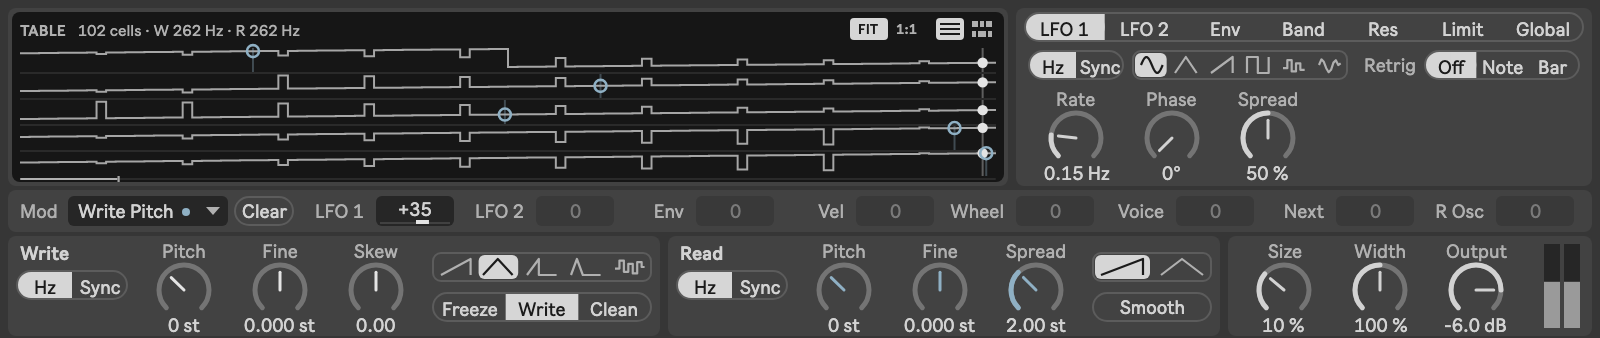 TABLE 102 cells · W 262 Hz · R 262 Hz FIT 1:1
LFO 1 LFO 2 Env Band Res Limit Global
Hz Sync Retrig Off Note Bar
Rate Phase Spread
0.15 Hz 0° 50 %
Mod Write Pitch Clear LFO 1 +35 LFO 2 0 Env 0 Vel 0 Wheel 0 Voice 0 Next 0 R Osc 0
Write Pitch Fine Skew
Hz Sync
0 st 0.000 st 0.00
Freeze Write Clean
Read Pitch Fine Spread
Hz Sync
0 st 0.000 st 2.00 st
Smooth
Size Width Output
10 % 100 % -6.0 dB